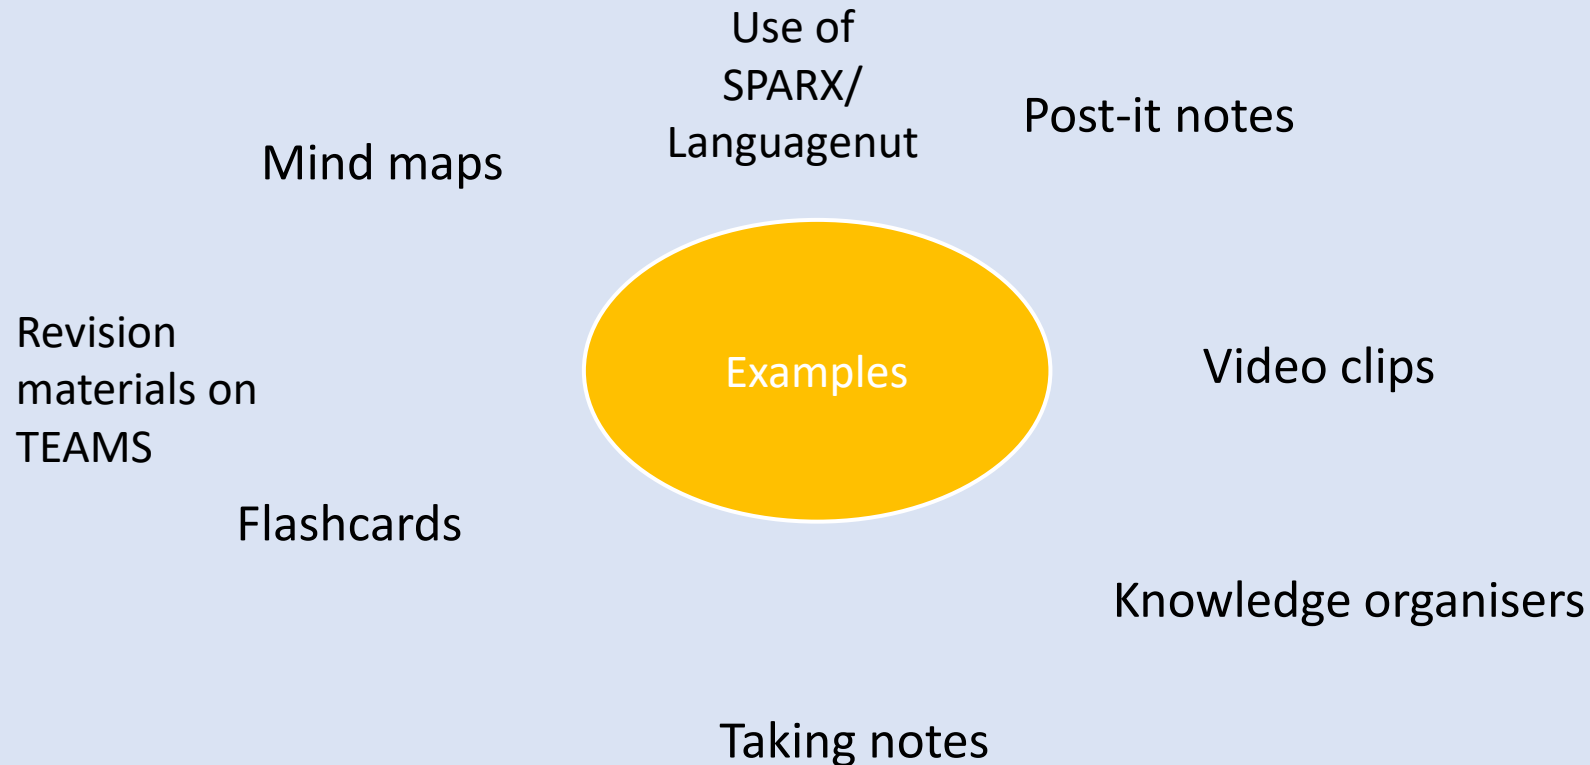 Use of
SPARX/
Languagenut
Post-it notes
Mind maps
Revision
materials on
TEAMS
Examples
Video clips
Flashcards
Knowledge organisers
Taking notes